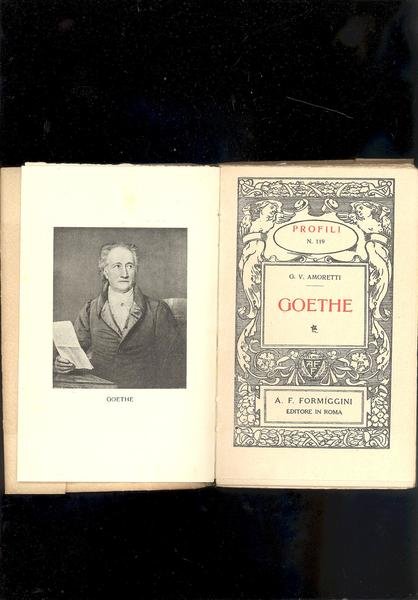 GOETHE
PROFILI
N. 119
G. V. AMORETTI
GOETHE
A. F. FORMIGGINI
EDITORE IN ROMA